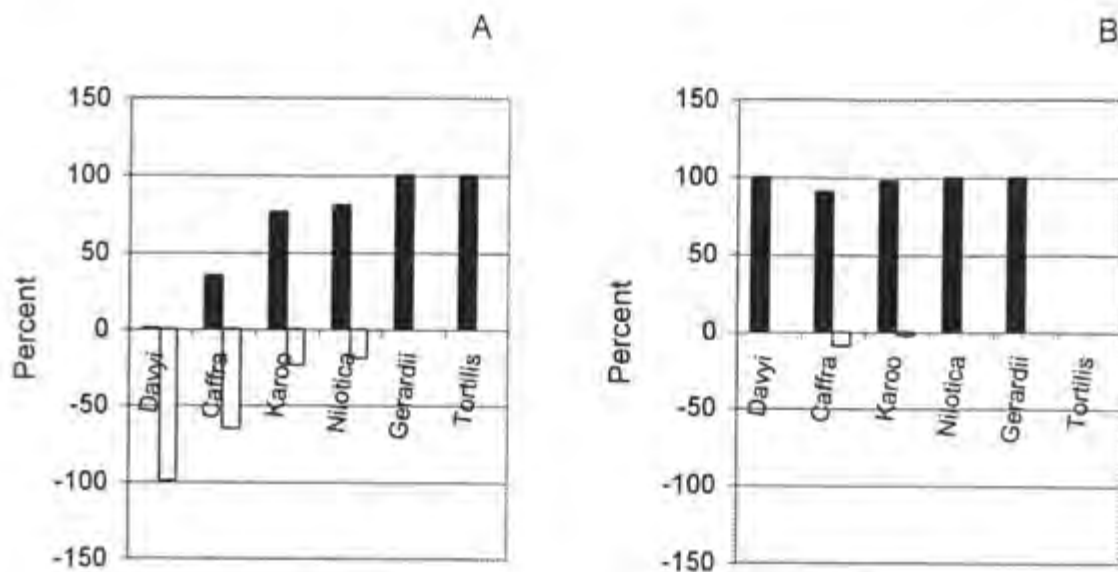 A
150
100
50
0
-50
-100
-150
Percent
Davyi
Caffra
Karoo
Nilotica
Gerardii
Tortilis
B
150
100
50
0
-50
-100
-150
Percent
Davyi
Caffra
Karoo
Nilotica
Gerardii
Tortilis